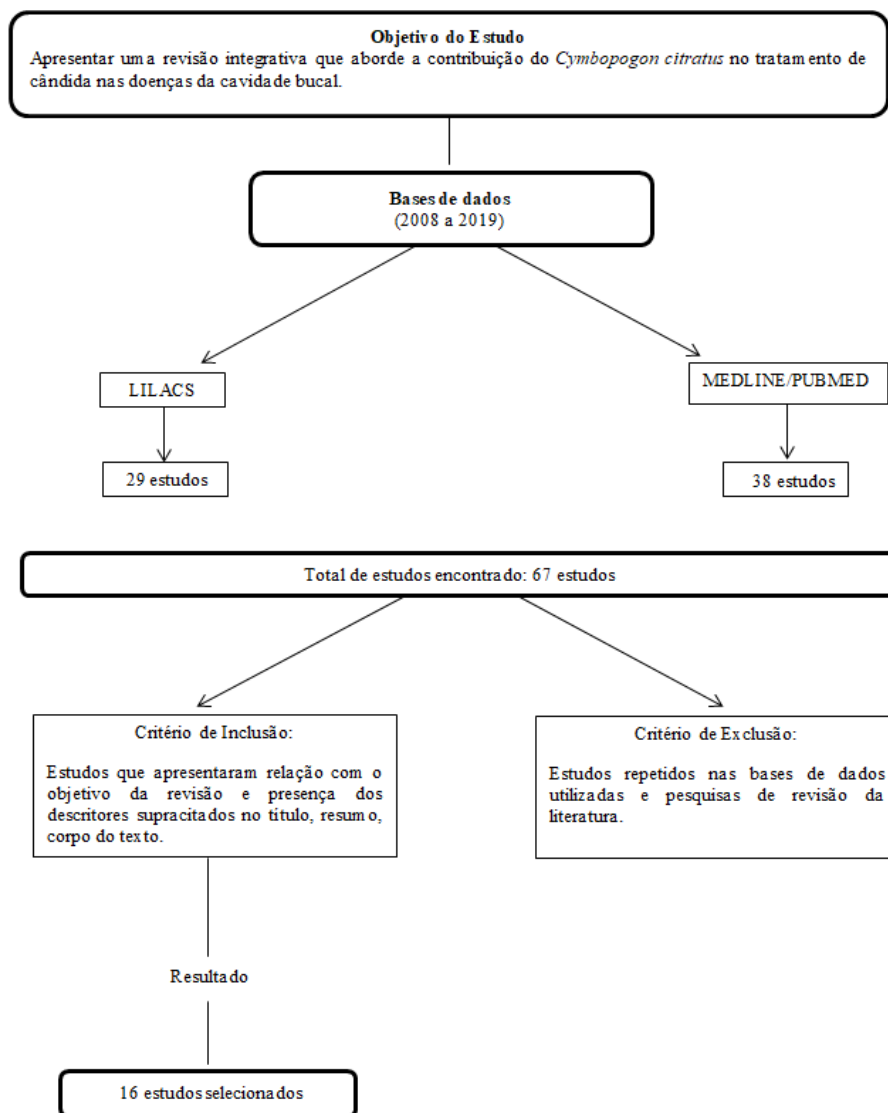 Objetivo do Estudo
Apresentar uma revisão integrativa que aborde a contribuição do Cymbopogon citratus no tratamento de
cândida nas doenças da cavidade bucal.
Bases de dados
(2008 a 2019)
LILACS
MEDLINE/PUBMED
29 estudos
38 estudos
Total de estudos encontrado: 67 estudos
Critério de Inclusão:
Estudos que apresentaram relação com o
objetivo da revisão e presença dos
descritores supracitados no título, resumo,
corpo do texto.
Critério de Exclusão:
Estudos repetidos nas bases de dados
utilizadas e pesquisas de revisão da
literatura.
Resultado
16 estudos selecionados